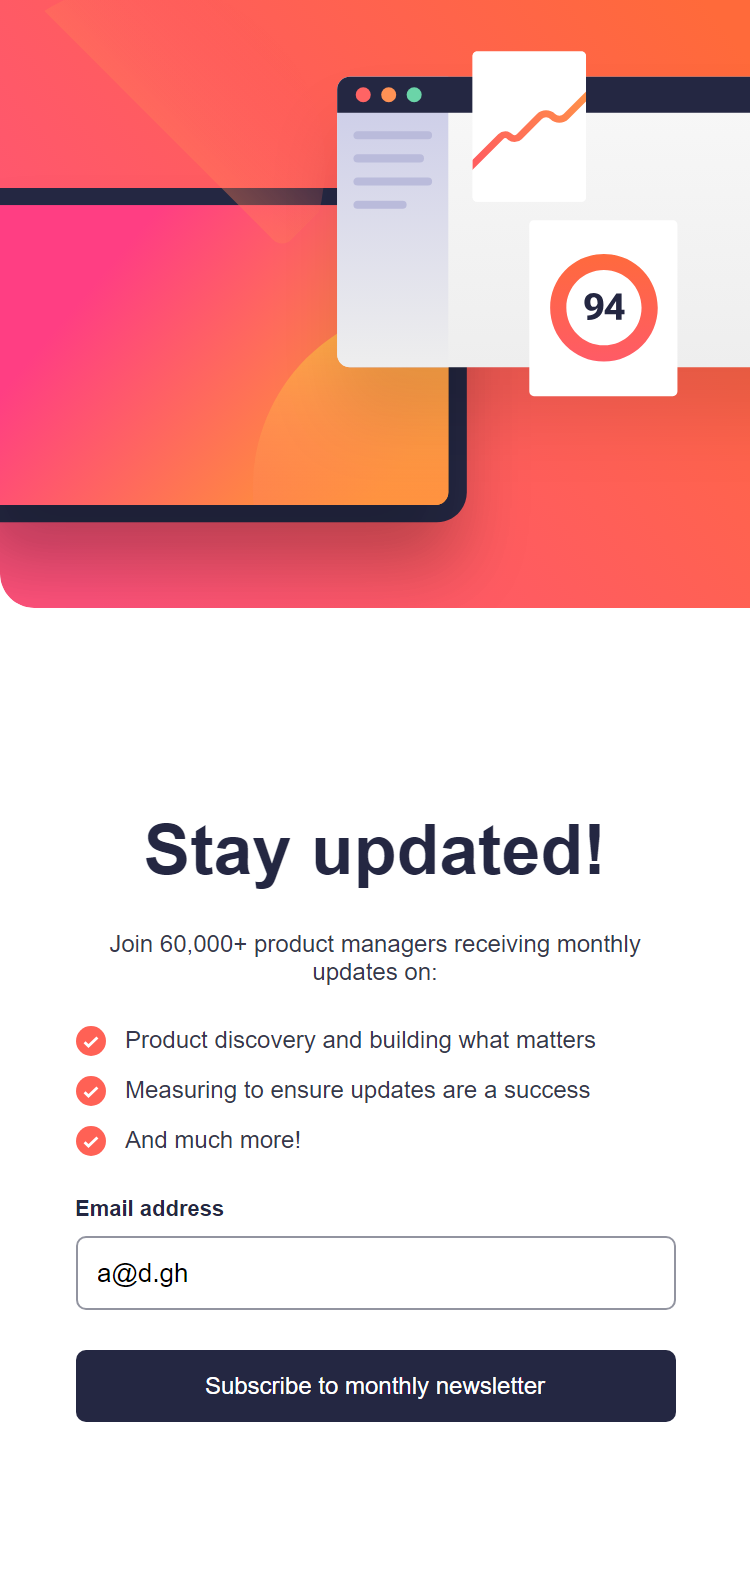 94
Stay updated!
Join 60,000+ product managers receiving monthly
updates on:
Product discovery and building what matters
Measuring to ensure updates are a success
And much more!
Email address
a@d.gh
Subscribe to monthly newsletter